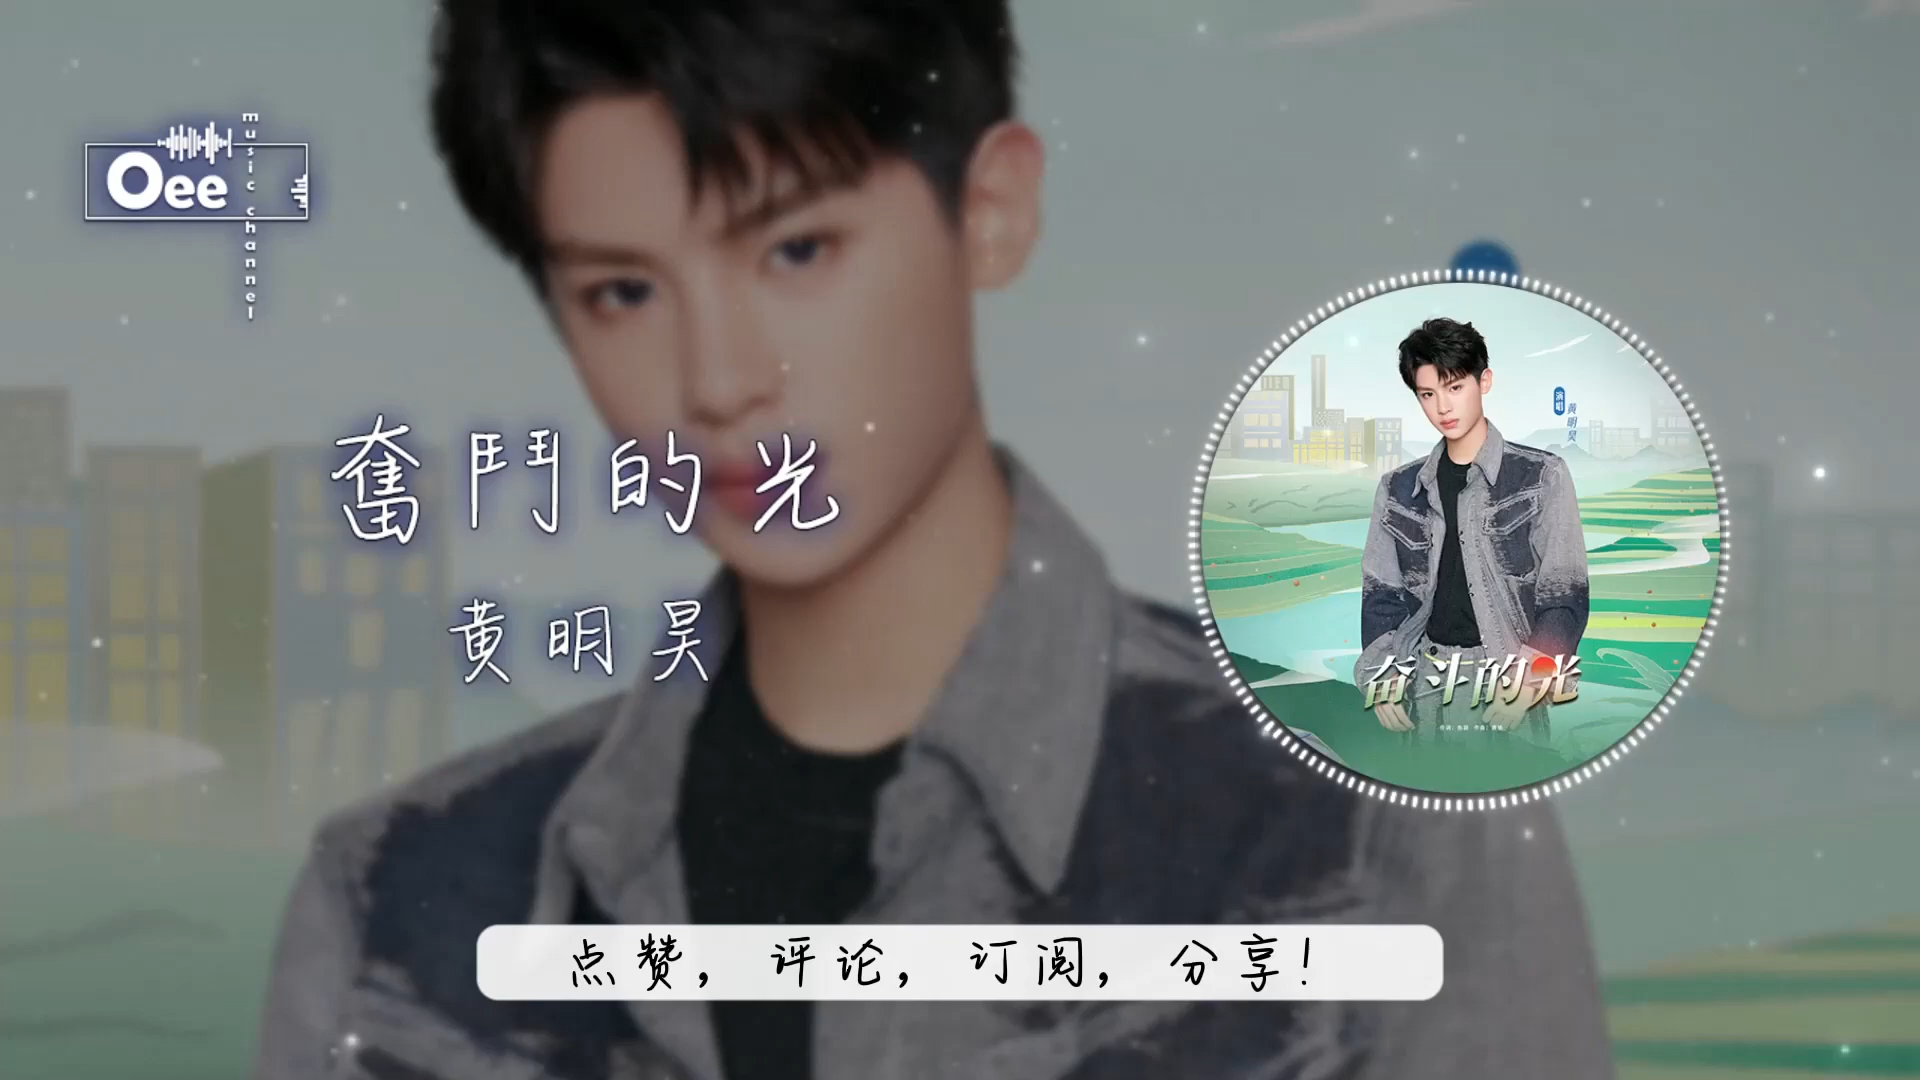 Oee
music channel
奮鬥的光
黄明昊
演唱
黄明昊
奋斗的光
点赞，评论，订阅，分享！